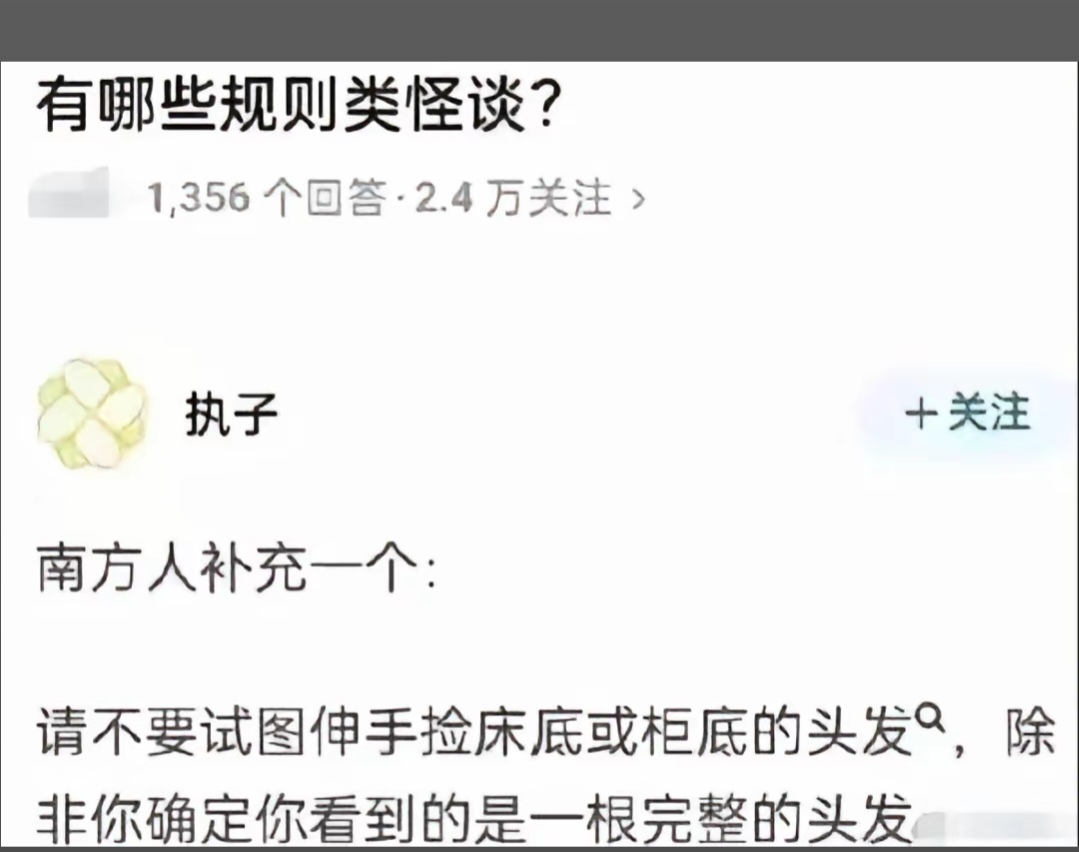 有哪些规则类怪谈?
1,356 个回答·2.4 万关注 >
执子
+关注
南方人补充一个:
请不要试图伸手捡床底或柜底的头发，除
非你确定你看到的是一根完整的头发